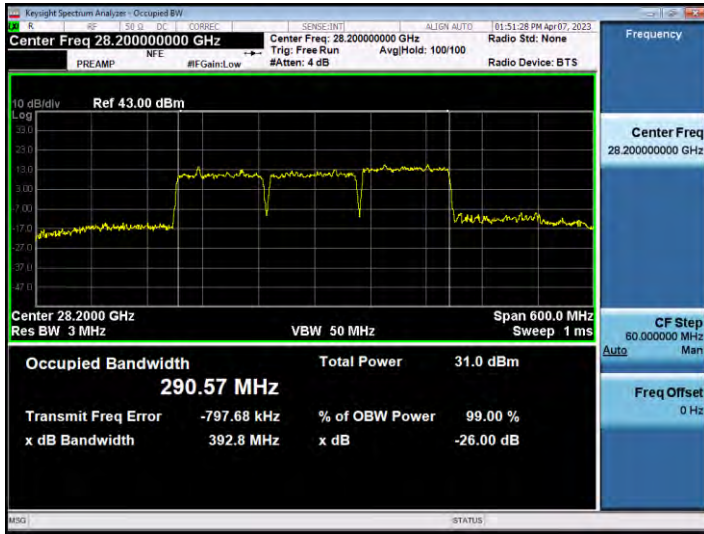 Keysight Spectrum Analyzer - Occupied BW
R RF 50 Ω DC CORREC SENSE:INT ALIGN AUTO 01:51:28 PM Apr 07, 2023
Center Freq 28.200000000 GHz
NFE
PREAMP #IFGain:Low
Center Freq: 28.200000000 GHz
Trig: Free Run Avg|Hold: 100/100
#Atten: 4 dB
Radio Std: None
Radio Device: BTS
Frequency
10 dB/div Ref 43.00 dBm
Log
33.0
23.0
13.0
3.00
-7.00
-17.0
-27.0
-37.0
-47.0
Center Freq
28.200000000 GHz
Center 28.2000 GHz Span 600.0 MHz
Res BW 3 MHz VBW 50 MHz Sweep 1 ms
CF Step
60.000000 MHz
Auto Man
Occupied Bandwidth Total Power 31.0 dBm
290.57 MHz
Transmit Freq Error -797.68 kHz % of OBW Power 99.00 %
x dB Bandwidth 392.8 MHz x dB -26.00 dB
Freq Offset
0 Hz
MSG STATUS